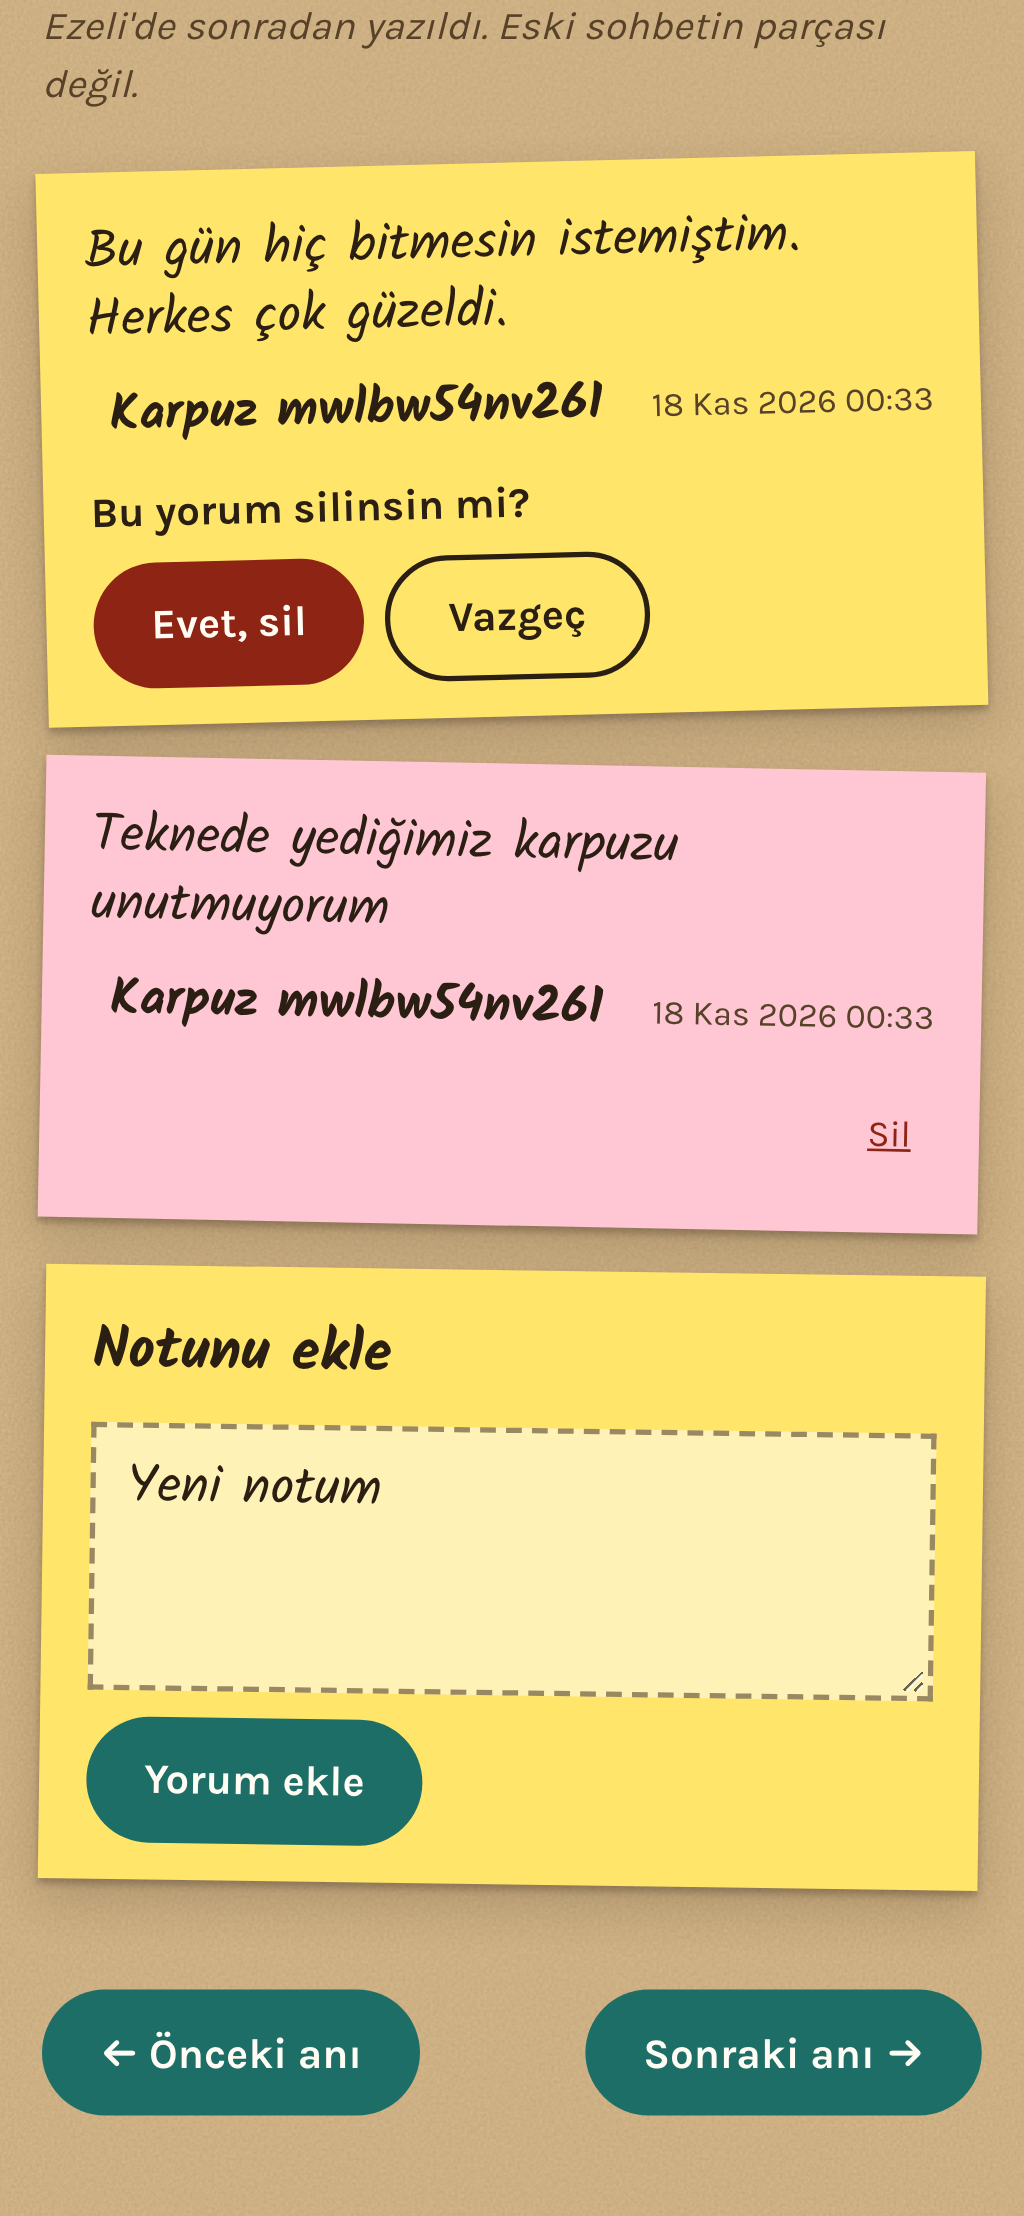 Ezeli'de sonradan yazıldı. Eski sohbetin parçası
değil.
Bu gün hiç bitmesin istemiştim.
Herkes çok güzeldi.
Karpuz mwlbw54nv261 18 Kas 2026 00:33
Bu yorum silinsin mi?
Evet, sil Vazgeç
Teknede yediğimiz karpuzu
unutmuyorum
Karpuz mwlbw54nv261 18 Kas 2026 00:33
Sil
Notunu ekle
Yeni notum
Yorum ekle
← Önceki anı Sonraki anı →